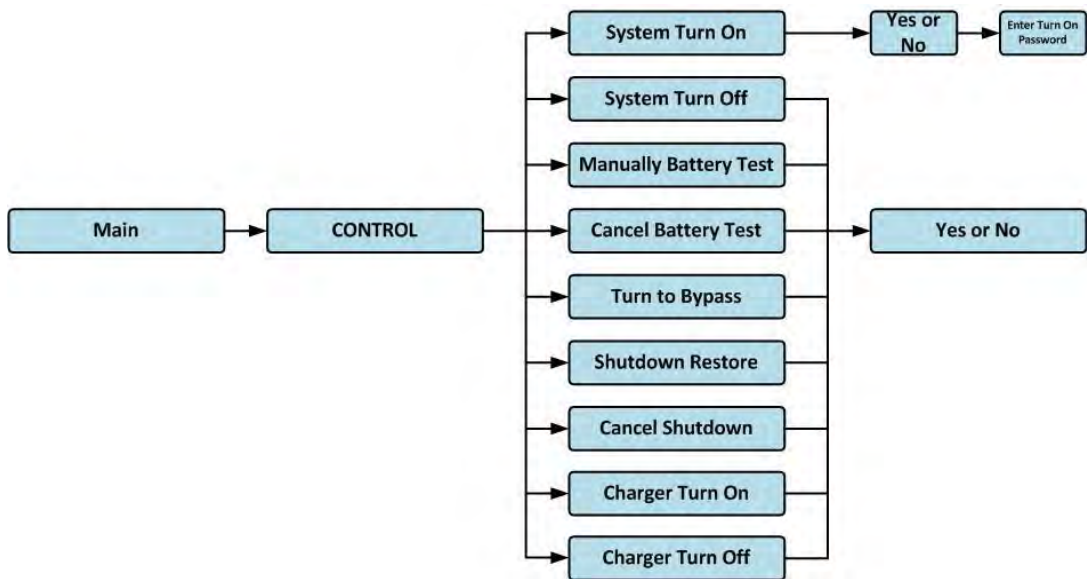 System Turn On
Yes or
No
Enter Turn On
Password
System Turn Off
Manually Battery Test
Main
CONTROL
Cancel Battery Test
Yes or No
Turn to Bypass
Shutdown Restore
Cancel Shutdown
Charger Turn On
Charger Turn Off